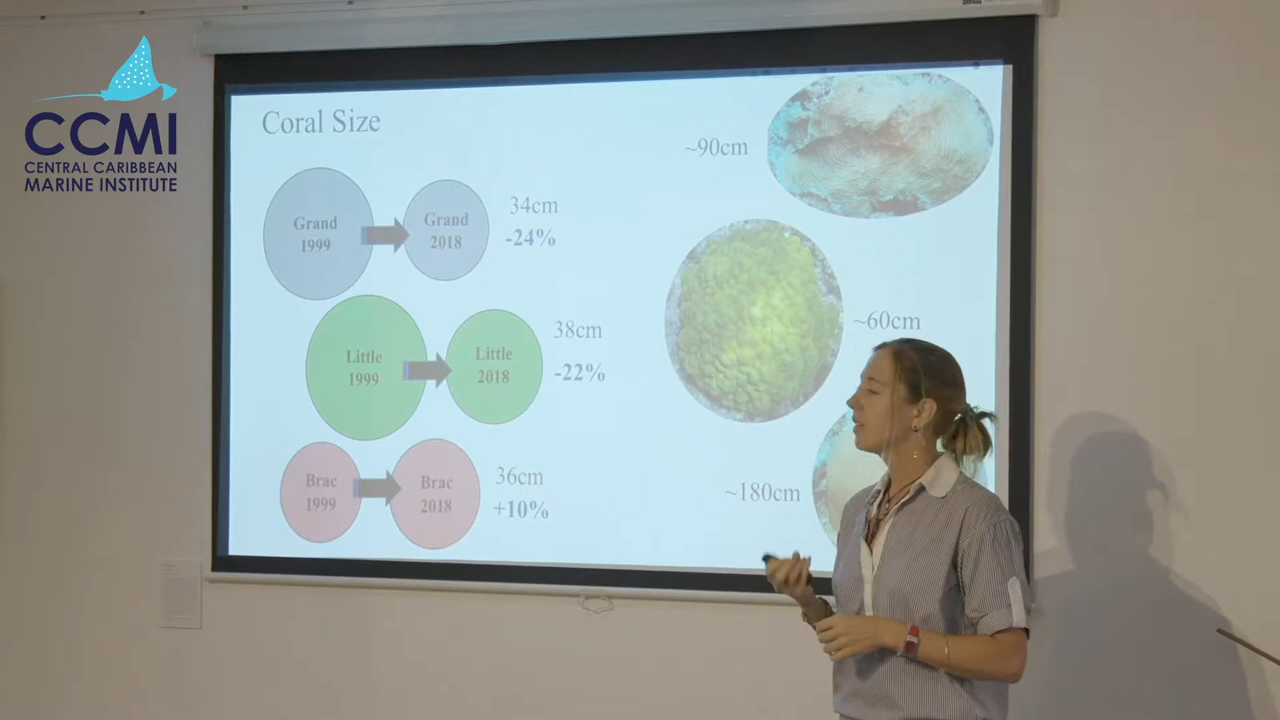 CCMI
CENTRAL CARIBBEAN
MARINE INSTITUTE
Coral Size
Grand
1999
Grand
2018
34cm
-24%
Little
1999
Little
2018
38cm
-22%
Brac
1999
Brac
2018
36cm
+10%
~90cm
~60cm
~180cm